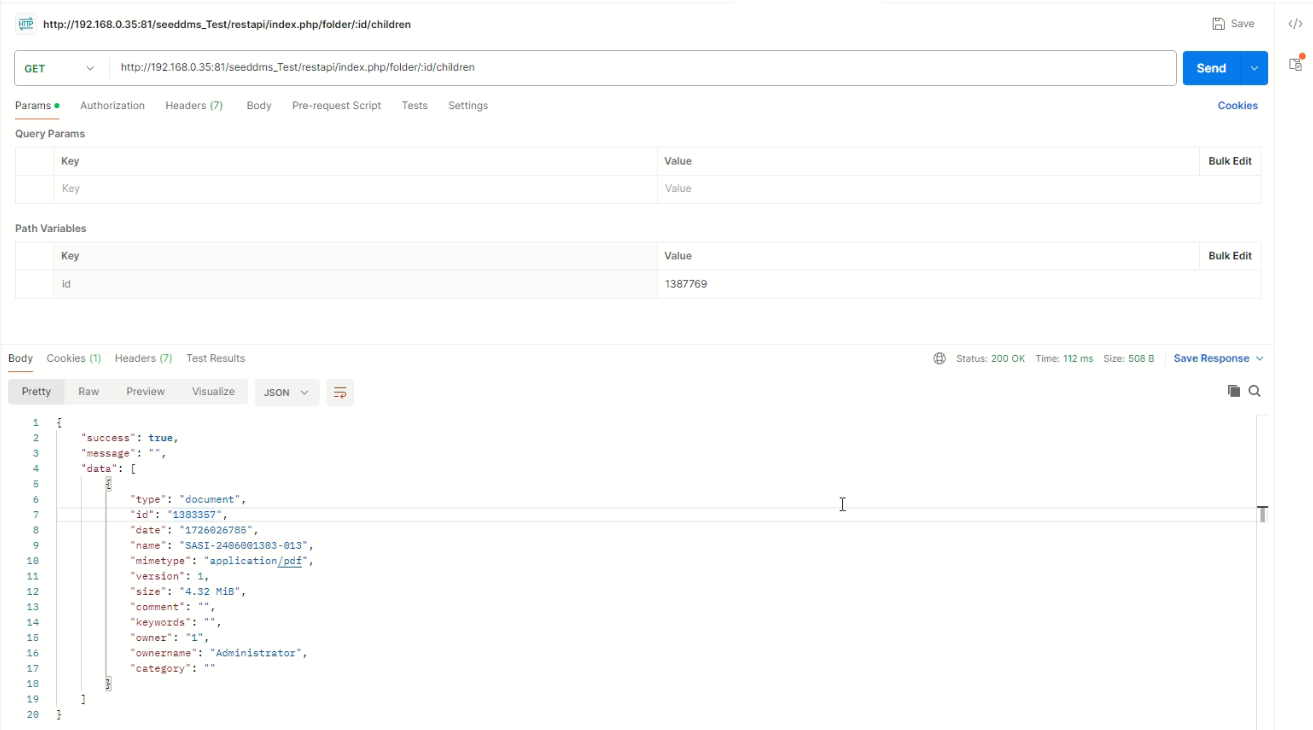 HTTP http://192.168.0.35:81/seeddms_Test/restapi/index.php/folder/:id/children Save </>
GET http://192.168.0.35:81/seeddms_Test/restapi/index.php/folder/:id/children Send
Params Authorization Headers (7) Body Pre-request Script Tests Settings Cookies
Query Params
Key Value Bulk Edit
Key Value
Path Variables
Key Value Bulk Edit
id 1387769
Body Cookies (1) Headers (7) Test Results Status: 200 OK Time: 112 ms Size: 508 B Save Response
Pretty Raw Preview Visualize JSON
1 {
2 "success": true,
3 "message": "",
4 "data": [
5 {
6 "type": "document",
7 "id": "1383357",
8 "date": "1726026785",
9 "name": "SASI-2406001303-013",
10 "mimetype": "application/pdf",
11 "version": 1,
12 "size": "4.32 MiB",
13 "comment": "",
14 "keywords": "",
15 "owner": "1",
16 "ownername": "Administrator",
17 "category": ""
18 }
19 ]
20 }